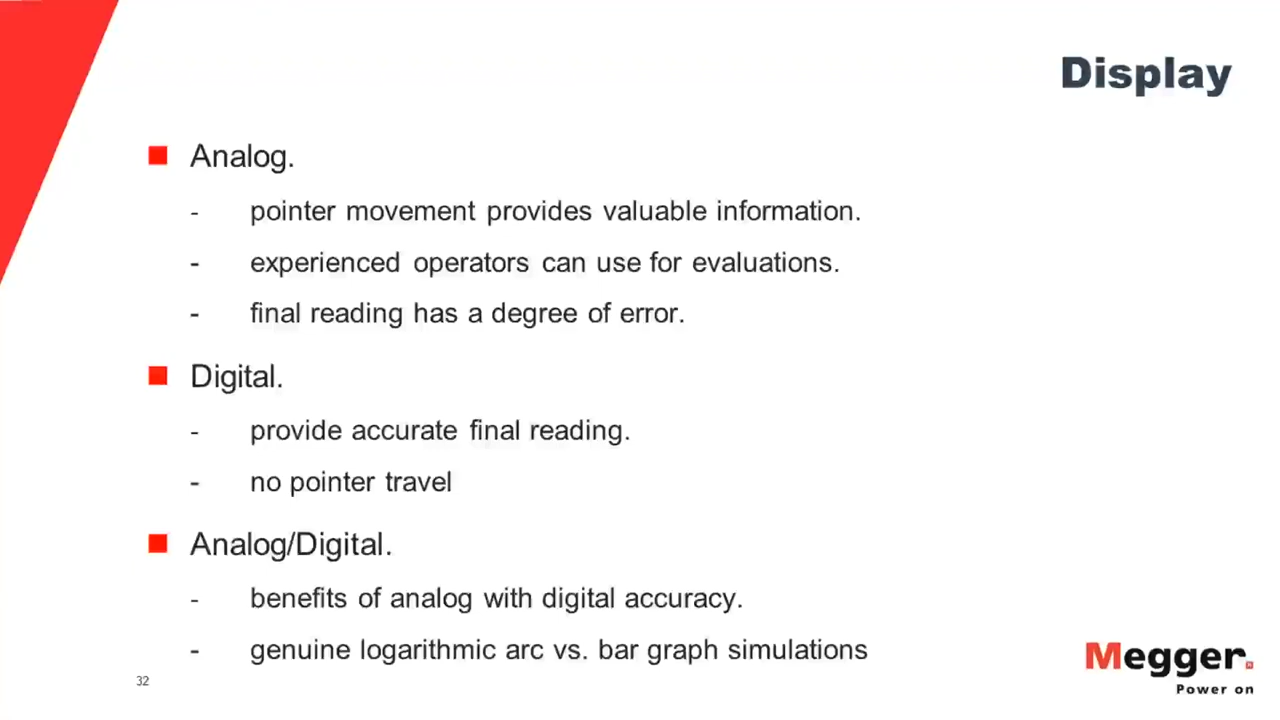 Display
Analog.
- pointer movement provides valuable information.
- experienced operators can use for evaluations.
- final reading has a degree of error.
Digital.
- provide accurate final reading.
- no pointer travel
Analog/Digital.
- benefits of analog with digital accuracy.
- genuine logarithmic arc vs. bar graph simulations
32
Megger.
Power on